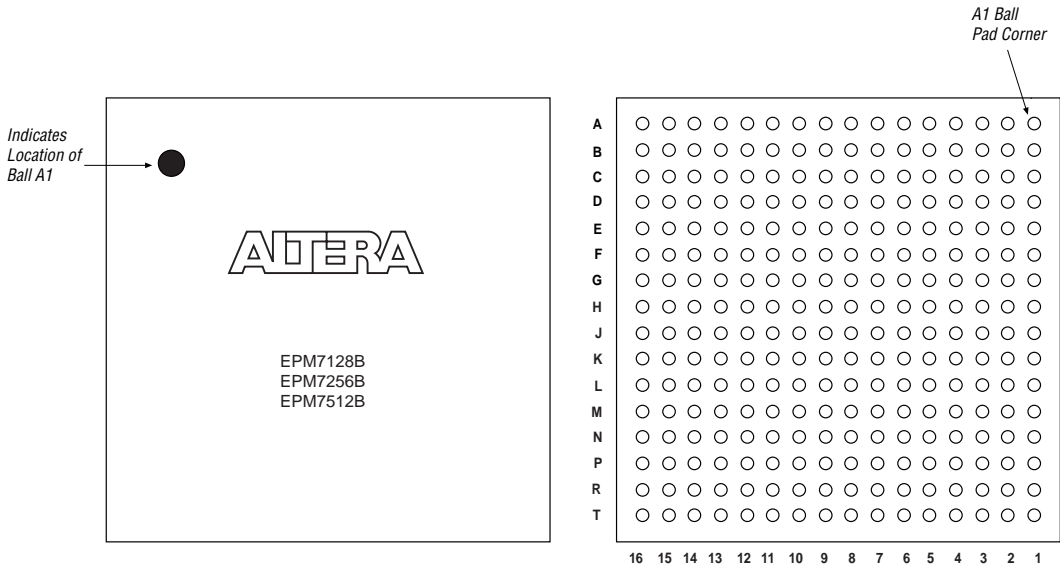 A1 Ball
Pad Corner
Indicates
Location of
Ball A1
ALTERA
EPM7128B
EPM7256B
EPM7512B
A
B
C
D
E
F
G
H
J
K
L
M
N
P
R
T
16 15 14 13 12 11 10 9 8 7 6 5 4 3 2 1